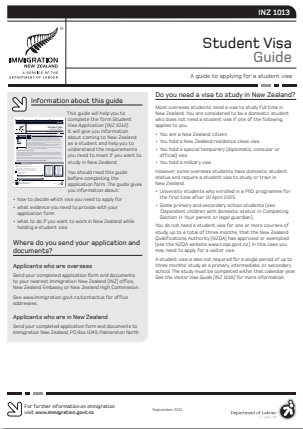 INZ 1013
IMMIGRATION
NEW ZEALAND
A SERVICE OF THE
DEPARTMENT OF LABOUR
Student Visa
Guide
A guide to applying for a student visa
Information about this guide
This guide will help you to
complete the form Student
Visa Application (INZ 1012).
It will give you information
about coming to New Zealand
as a student and help you to
understand the requirements
you need to meet if you want to
study in New Zealand.
You should read this guide
before completing the
application form. The guide gives
you information about:
• how to decide which visa you need to apply for
• what evidence you need to provide with your
application form
• what to do if you want to work in New Zealand while
holding a student visa.
Where do you send your application and
documents?
Applicants who are overseas
Send your completed application form and documents
to your nearest Immigration New Zealand (INZ) office,
New Zealand Embassy, or New Zealand High Commission.
See www.immigration.govt.nz/contactus for office
addresses.
Applicants who are in New Zealand
Send your completed application form and documents to
Immigration New Zealand, PO Box 1049, Palmerston North.
Do you need a visa to study in New Zealand?
Most overseas students need a visa to study full time in
New Zealand. You are considered to be a domestic student
who does not need a student visa if one of the following
applies to you.
• You are a New Zealand citizen.
• You hold a New Zealand residence class visa.
• You hold a special temporary (diplomatic, consular or
official) visa.
• You hold a military visa.
However, some overseas students have domestic student
status and require a student visa to study or train in
New Zealand.
• University students enrolled in a PhD programme for
the first time after 19 April 2005.
• Some primary and secondary school students (see
'Dependent children with domestic status' in Completing
Section H: Your parent or legal guardian)
You do not need a student visa for one or more courses of
study, up to a total of three months, that the New Zealand
Qualifications Authority (NZQA) has approved or exempted
(see the NZQA website www.nzqa.govt.nz). In this case you
may need to apply for a visitor visa.
A student visa is also not required for a single period of up to
three months' study at a primary, intermediate, or secondary
school. The study must be completed within that calendar year.
See the Visitor Visa Guide (INZ 1018) for more information.
For further information on immigration
visit www.immigration.govt.nz
September 2011
Department of Labour